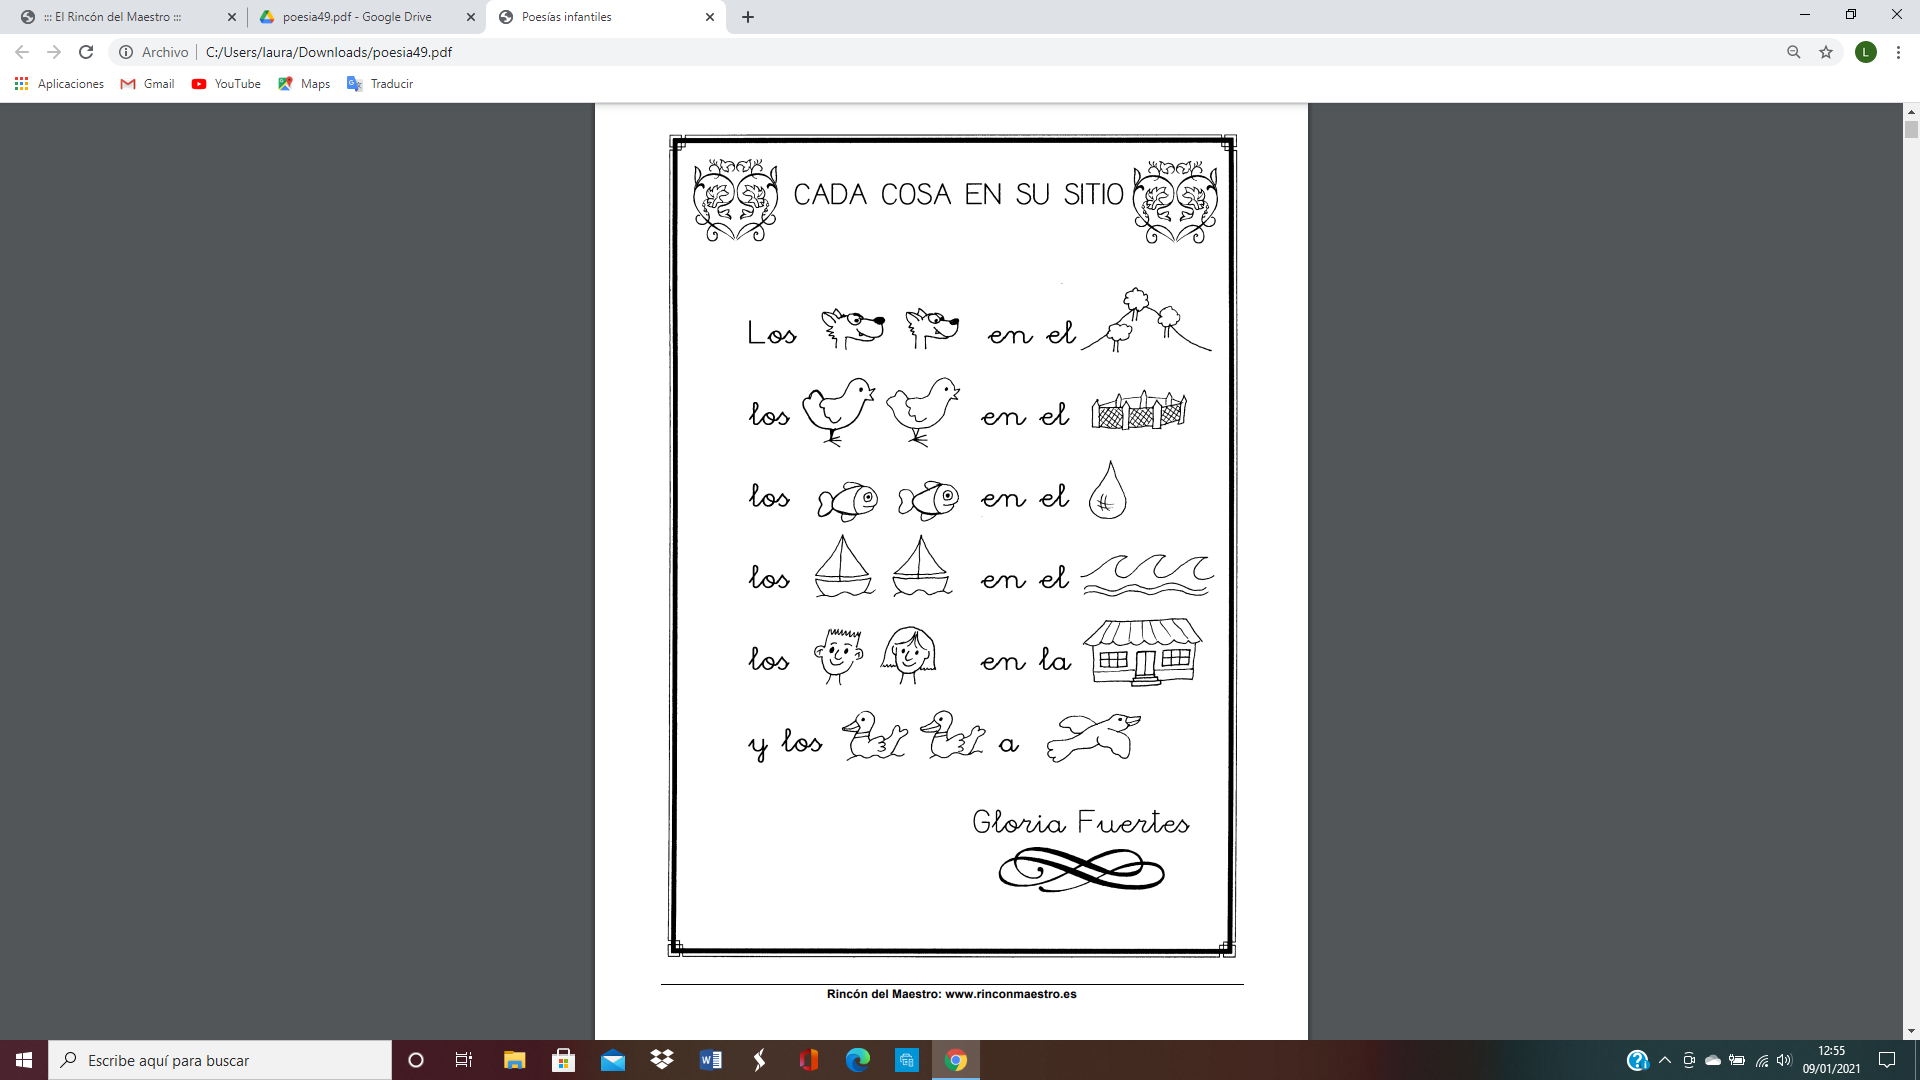 ::: El Rincón del Maestro :::
poesia49.pdf - Google Drive
Poesías infantiles
Archivo
C:/Users/laura/Downloads/poesia49.pdf
L
Aplicaciones
Gmail
YouTube
Maps
Traducir
CADA COSA EN SU SITIO
Los en el
los en el
los en el
los en el
los en la
y los a
Gloria Fuertes
Rincón del Maestro: www.rinconmaestro.es
Escribe aquí para buscar
12:55
09/01/2021